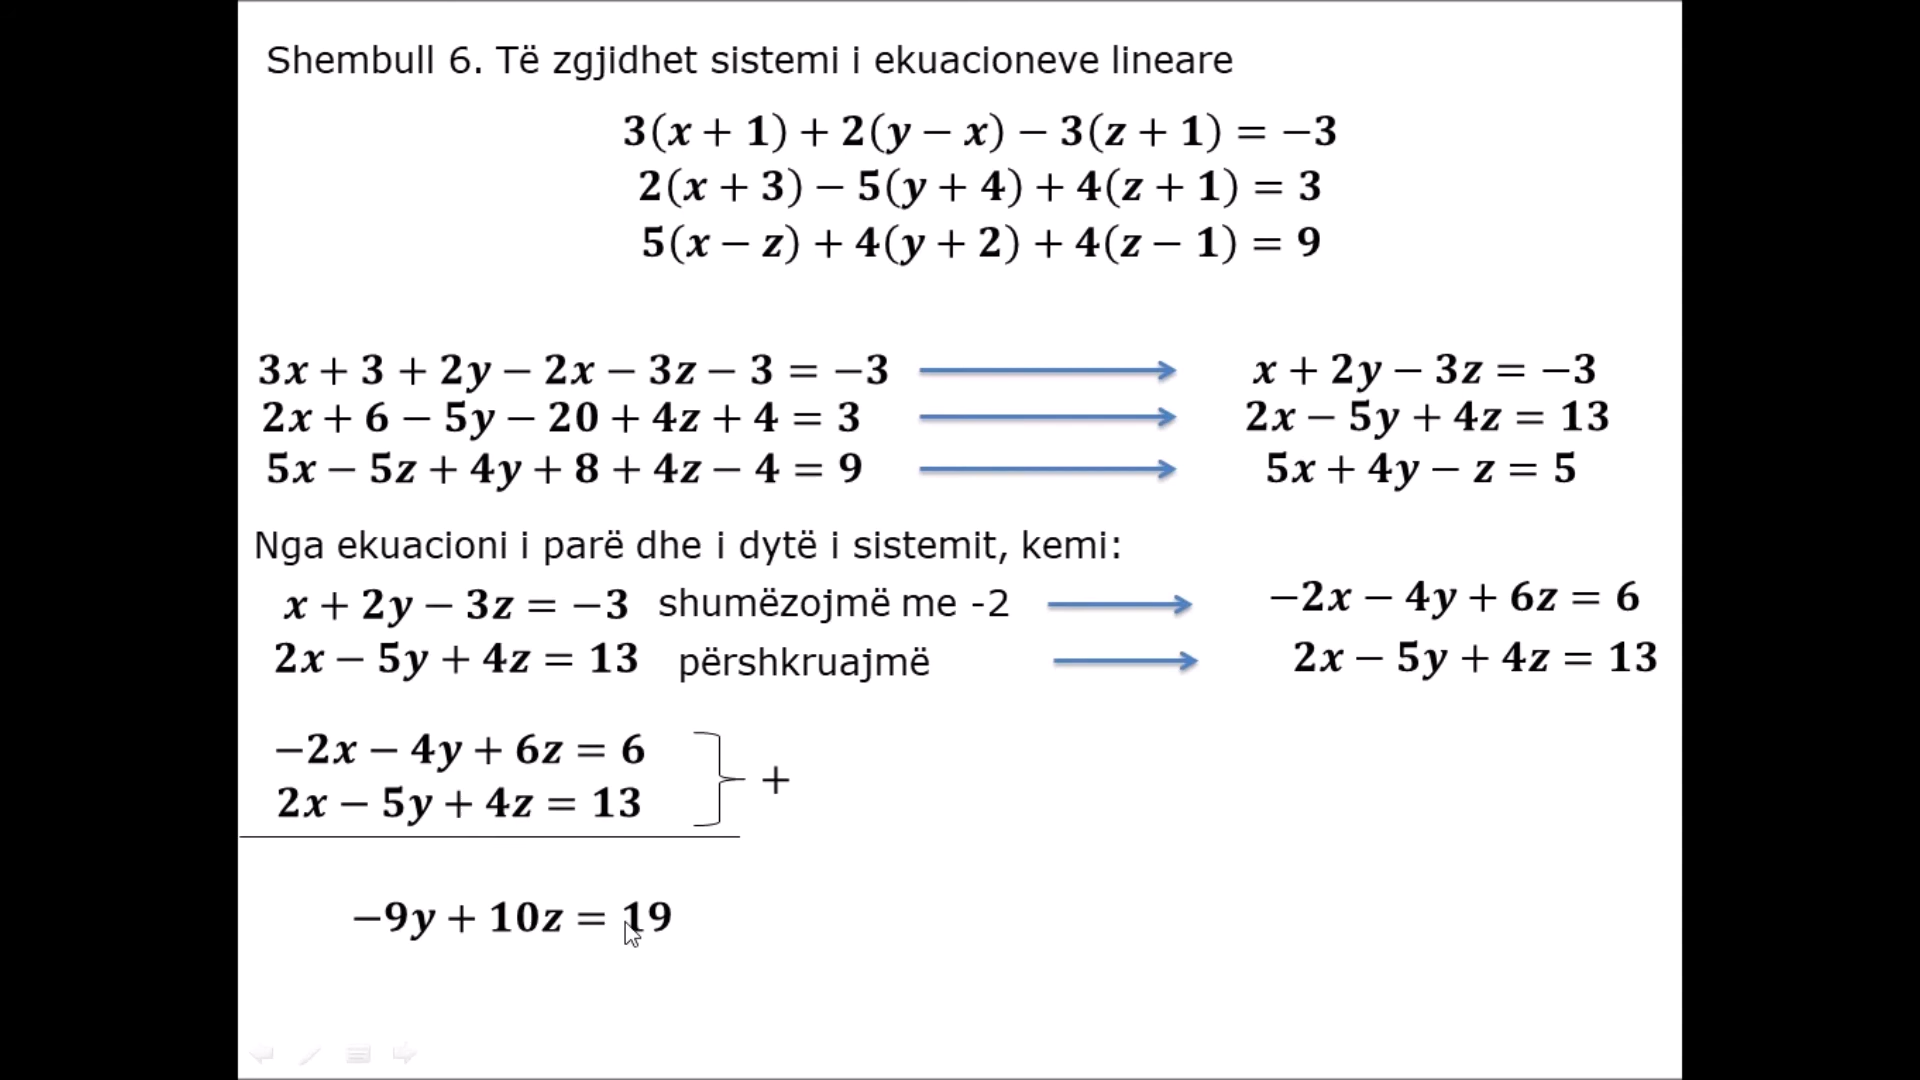 Shembull 6. Të zgjidhet sistemi i ekuacioneve lineare
3(x + 1) + 2(y − x) − 3(z + 1) = −3
2(x + 3) − 5(y + 4) + 4(z + 1) = 3
5(x − z) + 4(y + 2) + 4(z − 1) = 9
3x + 3 + 2y − 2x − 3z − 3 = −3 x + 2y − 3z = −3
2x + 6 − 5y − 20 + 4z + 4 = 3 2x − 5y + 4z = 13
5x − 5z + 4y + 8 + 4z − 4 = 9 5x + 4y − z = 5
Nga ekuacioni i parë dhe i dytë i sistemit, kemi:
x + 2y − 3z = −3 shumëzojmë me -2 −2x − 4y + 6z = 6
2x − 5y + 4z = 13 përshkruajmë 2x − 5y + 4z = 13
−2x − 4y + 6z = 6
+
2x − 5y + 4z = 13
−9y + 10z = 19